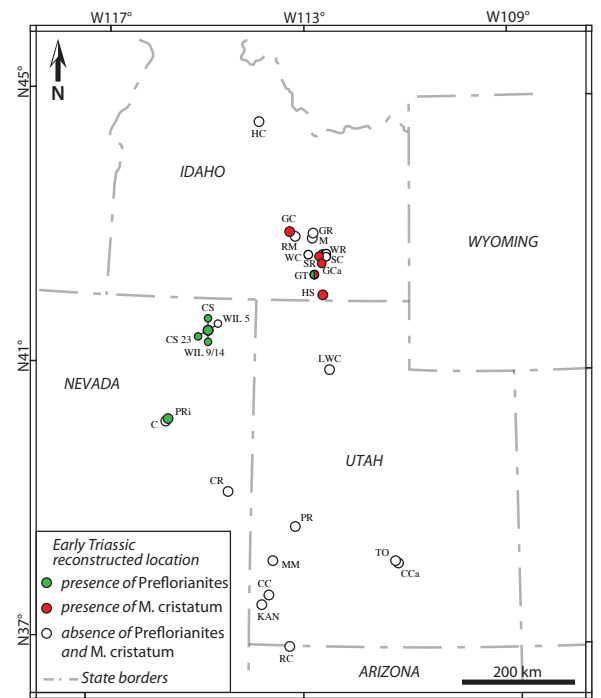 W117° W113° W109°
N45°
N
HC
IDAHO
GC
GR
M
RM
WYOMING
WR
WC
SC
SR
GCa
GT
HS
CS
WIL 5
CS 23
WIL 9/14
N41°
LWC
NEVADA
PRi
C
UTAH
CR
PR
TO
MM
CCa
CC
KAN
N37°
RC
ARIZONA
Early Triassic
reconstructed location
presence of Preflorianites
presence of M. cristatum
absence of Preflorianites
and M. cristatum
State borders
200 km